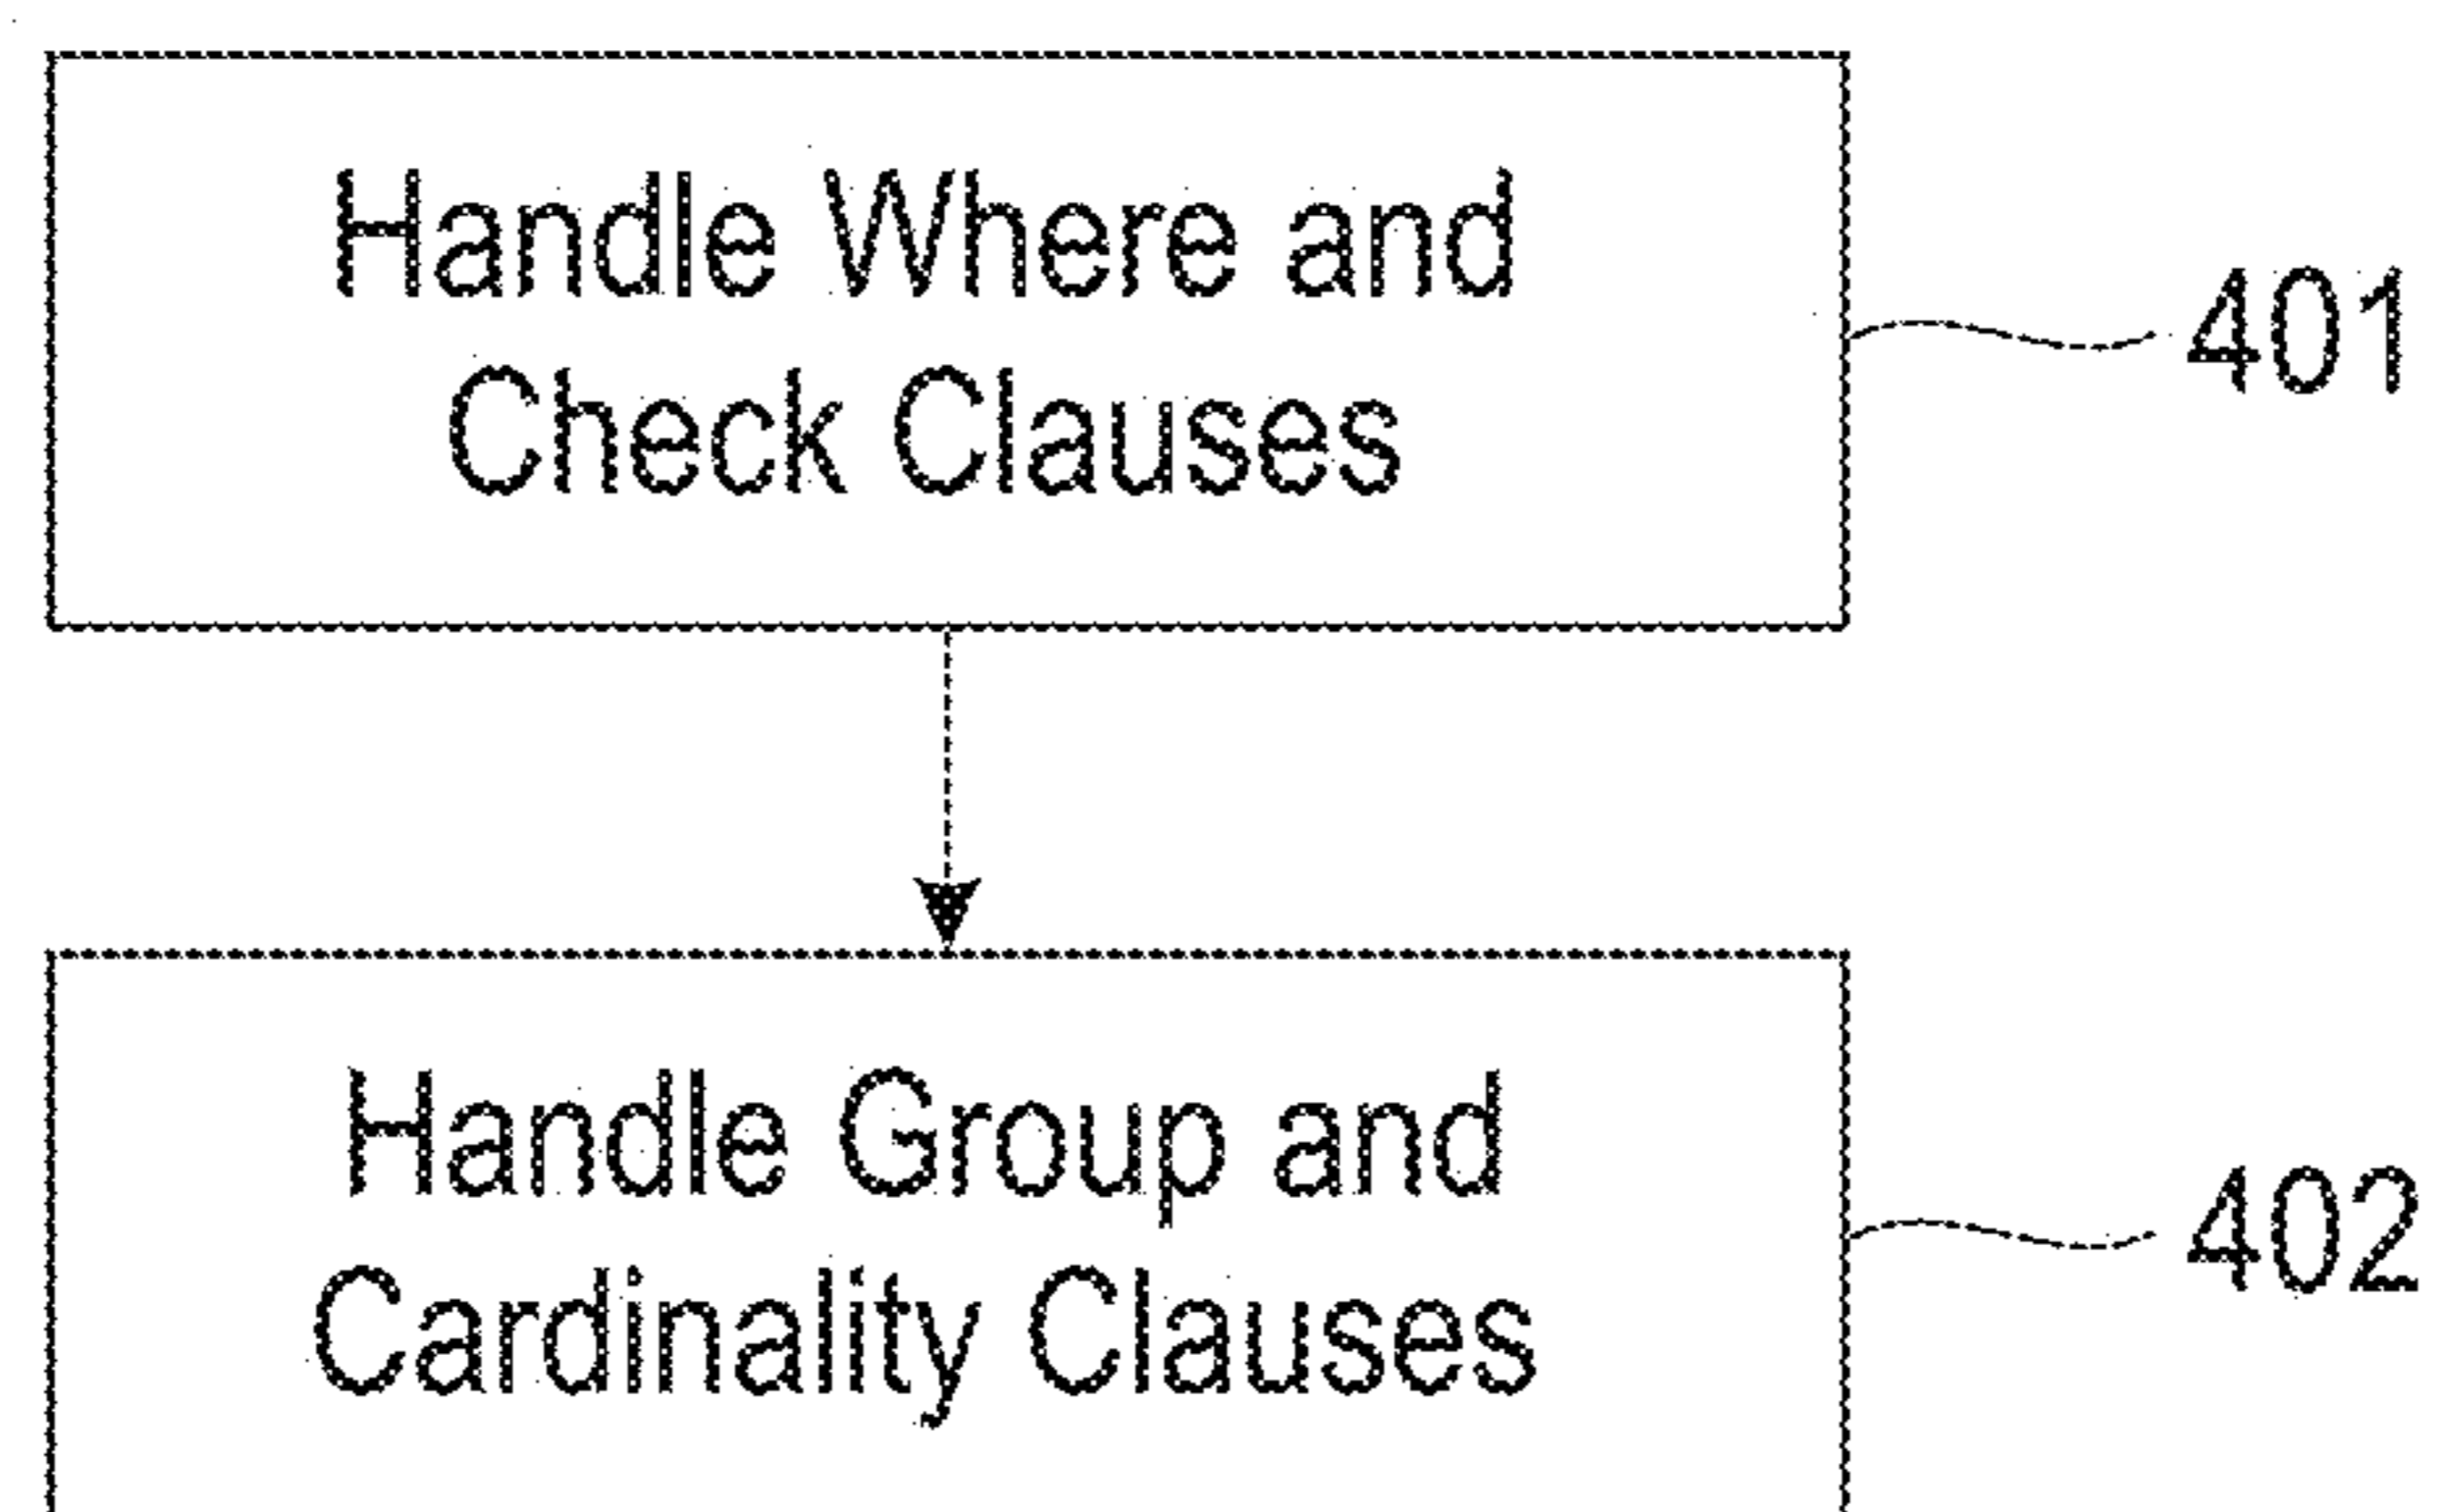 Handle Where and
Check Clauses
401
Handle Group and
Cardinality Clauses
402